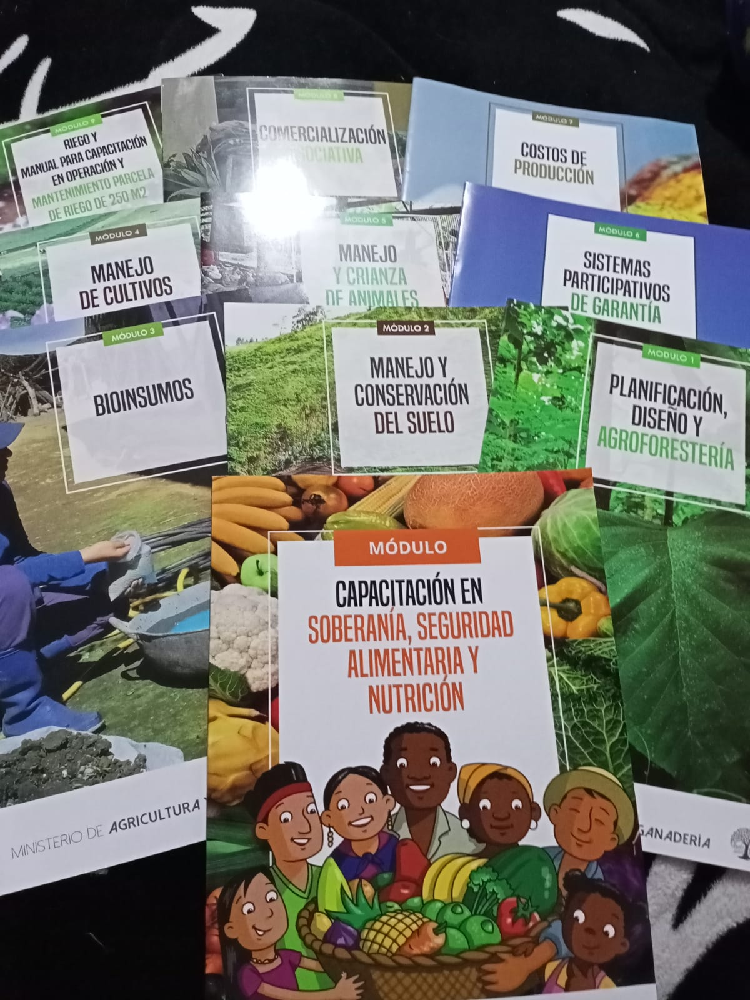 MÓDULO 9
RIEGO Y
MANUAL PARA CAPACITACIÓN
EN OPERACIÓN Y
MANTENIMIENTO PARCELA
DE RIEGO DE 250 M2
MÓDULO 8
COMERCIALIZACIÓN
MÓDULO 7
COSTOS DE
PRODUCCIÓN
MÓDULO 4
MANEJO
DE CULTIVOS
MÓDULO 5
MANEJO
Y CRIANZA
DE ANIMALES
MÓDULO 6
SISTEMAS
PARTICIPATIVOS
DE GARANTÍA
MÓDULO 3
BIOINSUMOS
MÓDULO 2
MANEJO Y
CONSERVACIÓN
DEL SUELO
MÓDULO 1
PLANIFICACIÓN,
DISEÑO Y
AGROFORESTERÍA
MÓDULO
CAPACITACIÓN EN
SOBERANÍA, SEGURIDAD
ALIMENTARIA Y
NUTRICIÓN
MINISTERIO DE AGRICULTURA Y
GANADERÍA